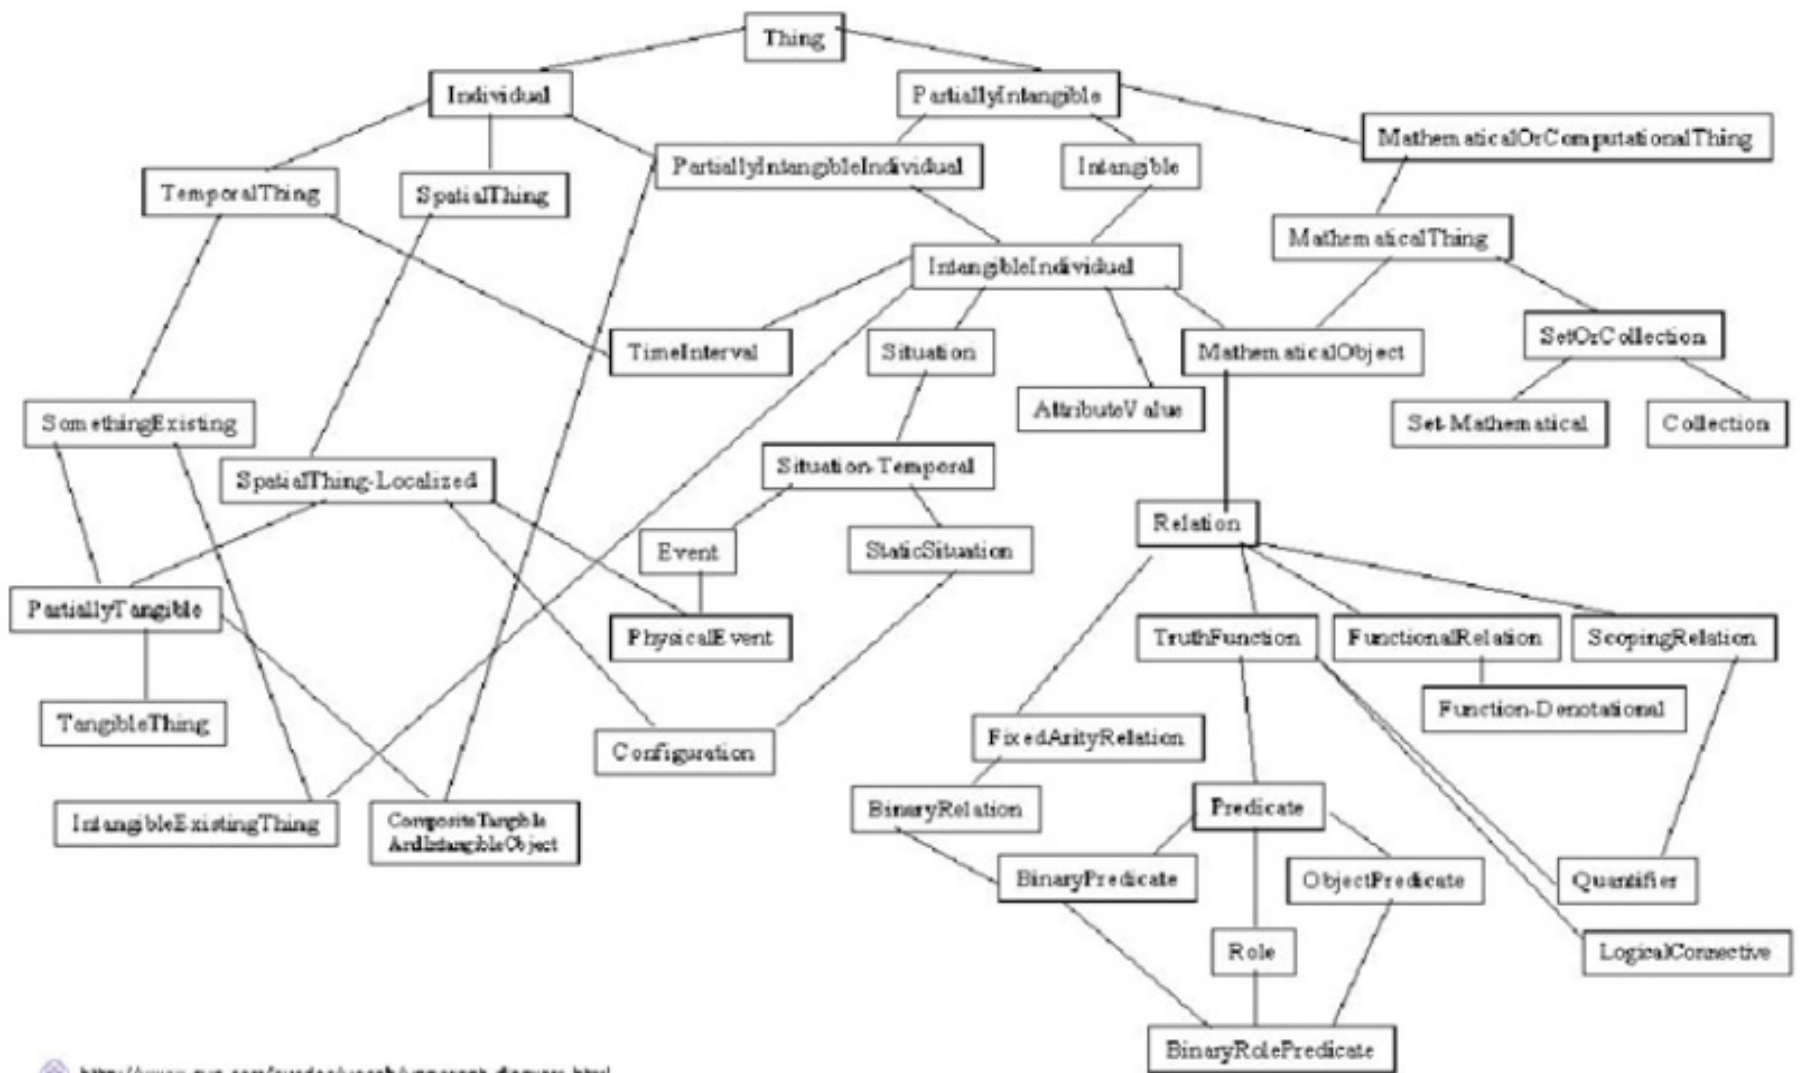 Thing
Individual
PartiallyIntangible
MathematicalOrComputationalThing
PartiallyIntangibleIndividual
Intangible
TemporalThing
SpatialThing
MathematicalThing
IntangibleIndividual
SetOrCollection
TimeInterval
Situation
MathematicalObject
AttributeValue
Set-Mathematical
Collection
SomethingExisting
Situation-Temporal
SpatialThing-Localized
Relation
Event
StaticSituation
PartiallyTangible
PhysicalEvent
TruthFunction
FunctionalRelation
ScopingRelation
TangibleThing
Function-Denotational
Configuration
FixedArityRelation
IntangibleExistingThing
CompositeTangible
AndIntangibleObject
BinaryRelation
Predicate
BinaryPredicate
ObjectPredicate
Quantifier
Role
LogicalConnective
BinaryRolePredicate